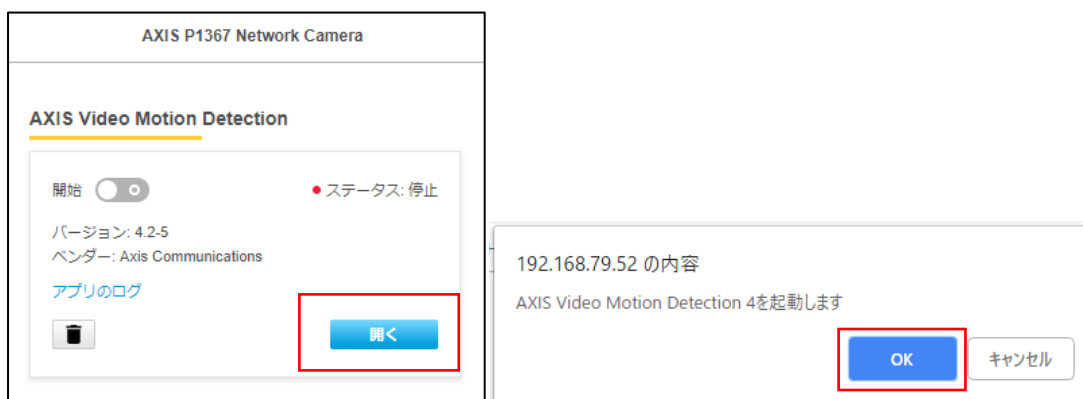 AXIS P1367 Network Camera
AXIS Video Motion Detection
開始
ステータス: 停止
バージョン: 4.2-5
ベンダー: Axis Communications
アプリのログ
開く
192.168.79.52 の内容
AXIS Video Motion Detection 4を起動します
OK
キャンセル